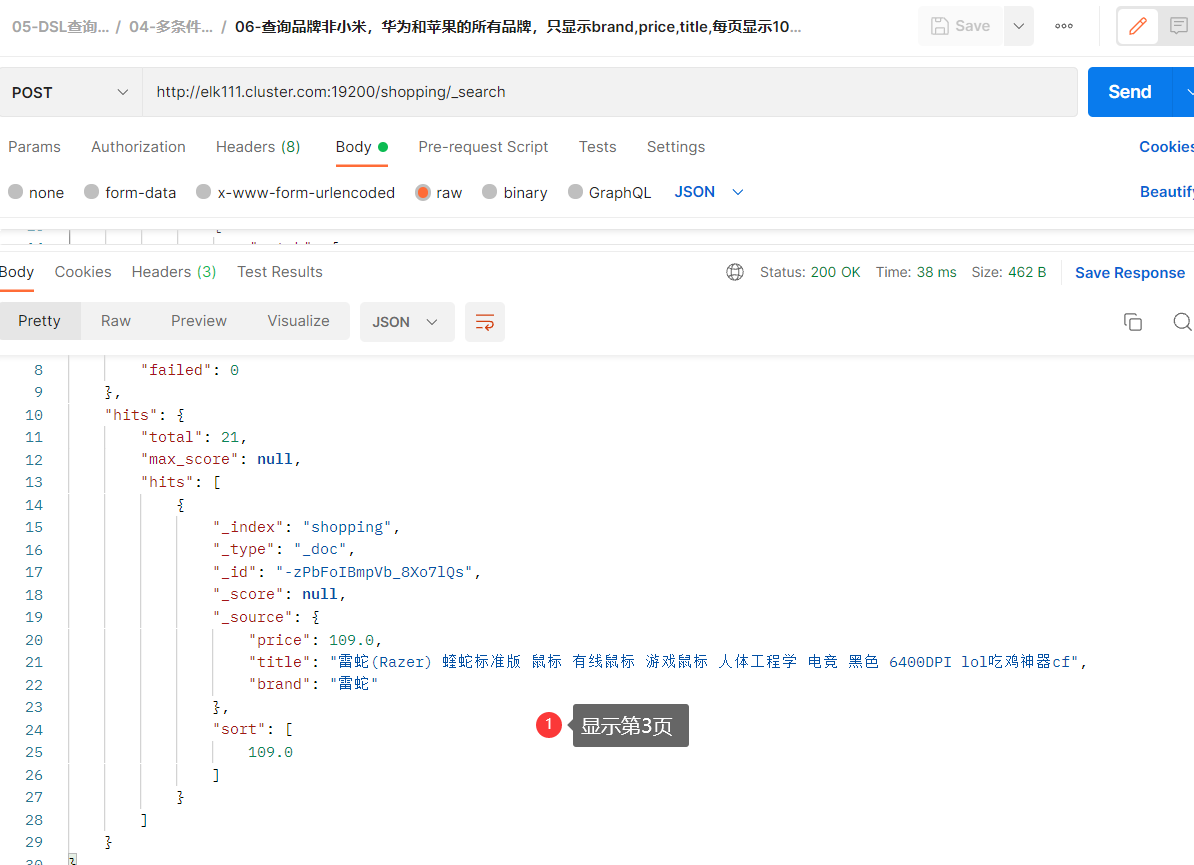 05-DSL查询... / 04-多条件... / 06-查询品牌非小米，华为和苹果的所有品牌，只显示brand,price,title,每页显示10... Save
POST http://elk111.cluster.com:19200/shopping/_search Send
Params Authorization Headers (8) Body Pre-request Script Tests Settings Cookies
none form-data x-www-form-urlencoded raw binary GraphQL JSON Beautify
Body Cookies Headers (3) Test Results Status: 200 OK Time: 38 ms Size: 462 B Save Response
Pretty Raw Preview Visualize JSON
8 "failed": 0
9 },
10 "hits": {
11 "total": 21,
12 "max_score": null,
13 "hits": [
14 {
15 "_index": "shopping",
16 "_type": "_doc",
17 "_id": "-zPbFoIBmpVb_8Xo7lQs",
18 "_score": null,
19 "_source": {
20 "price": 109.0,
21 "title": "雷蛇(Razer) 蝰蛇标准版 鼠标 有线鼠标 游戏鼠标 人体工程学 电竞 黑色 6400DPI lol吃鸡神器cf",
22 "brand": "雷蛇"
23 },
24 "sort": [
1 显示第3页
25 109.0
26 ]
27 }
28 ]
29 }
30 }